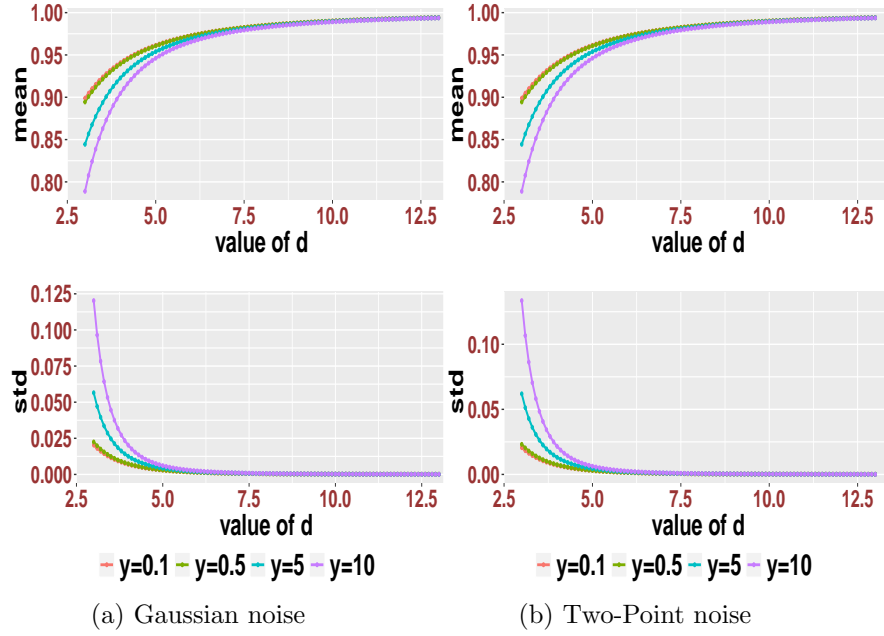 1.00
0.95
0.90
0.85
0.80
mean
2.5 5.0 7.5 10.0 12.5
value of d
1.00
0.95
0.90
0.85
0.80
mean
2.5 5.0 7.5 10.0 12.5
value of d
0.125
0.100
0.075
0.050
0.025
0.000
std
2.5 5.0 7.5 10.0 12.5
value of d
0.10
0.05
0.00
std
2.5 5.0 7.5 10.0 12.5
value of d
y=0.1 y=0.5 y=5 y=10
y=0.1 y=0.5 y=5 y=10
(a) Gaussian noise
(b) Two-Point noise